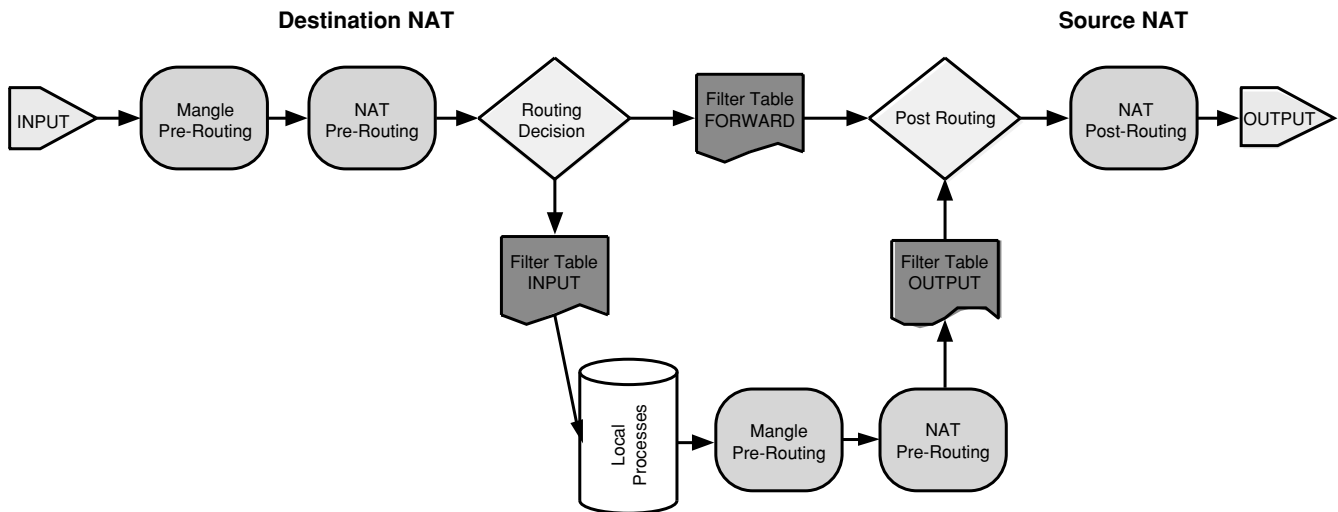 Destination NAT
Source NAT
INPUT
Mangle
Pre-Routing
NAT
Pre-Routing
Routing
Decision
Filter Table
FORWARD
Post Routing
NAT
Post-Routing
OUTPUT
Filter Table
INPUT
Filter Table
OUTPUT
Local
Processes
Mangle
Pre-Routing
NAT
Pre-Routing